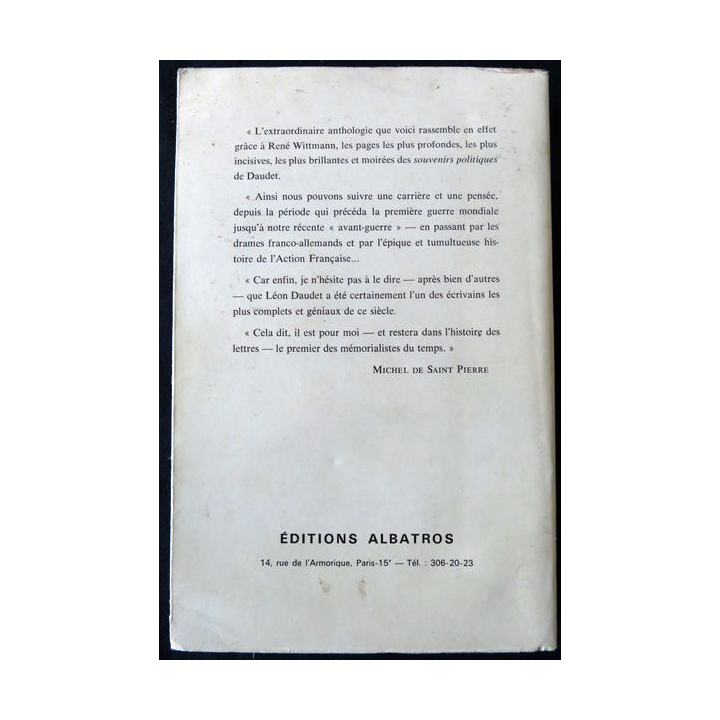 « L'extraordinaire anthologie que voici rassemble en effet
grâce à René Wittmann, les pages les plus profondes, les plus
incisives, les plus brillantes et moirées des souvenirs politiques
de Daudet.
« Ainsi nous pouvons suivre une carrière et une pensée,
depuis la période qui précéda la première guerre mondiale
jusqu'à notre récente « avant-guerre » — en passant par les
drames franco-allemands et par l'épique et tumultueuse his-
toire de l'Action Française...
« Car enfin, je n'hésite pas à le dire — après bien d'autres
— que Léon Daudet a été certainement l'un des écrivains les
plus complets et géniaux de ce siècle.
« Cela dit, il est pour moi — et restera dans l'histoire des
lettres — le premier des mémorialistes du temps. »
MICHEL DE SAINT PIERRE
ÉDITIONS ALBATROS
14, rue de l'Armorique, Paris-15e — Tél. : 306-20-23